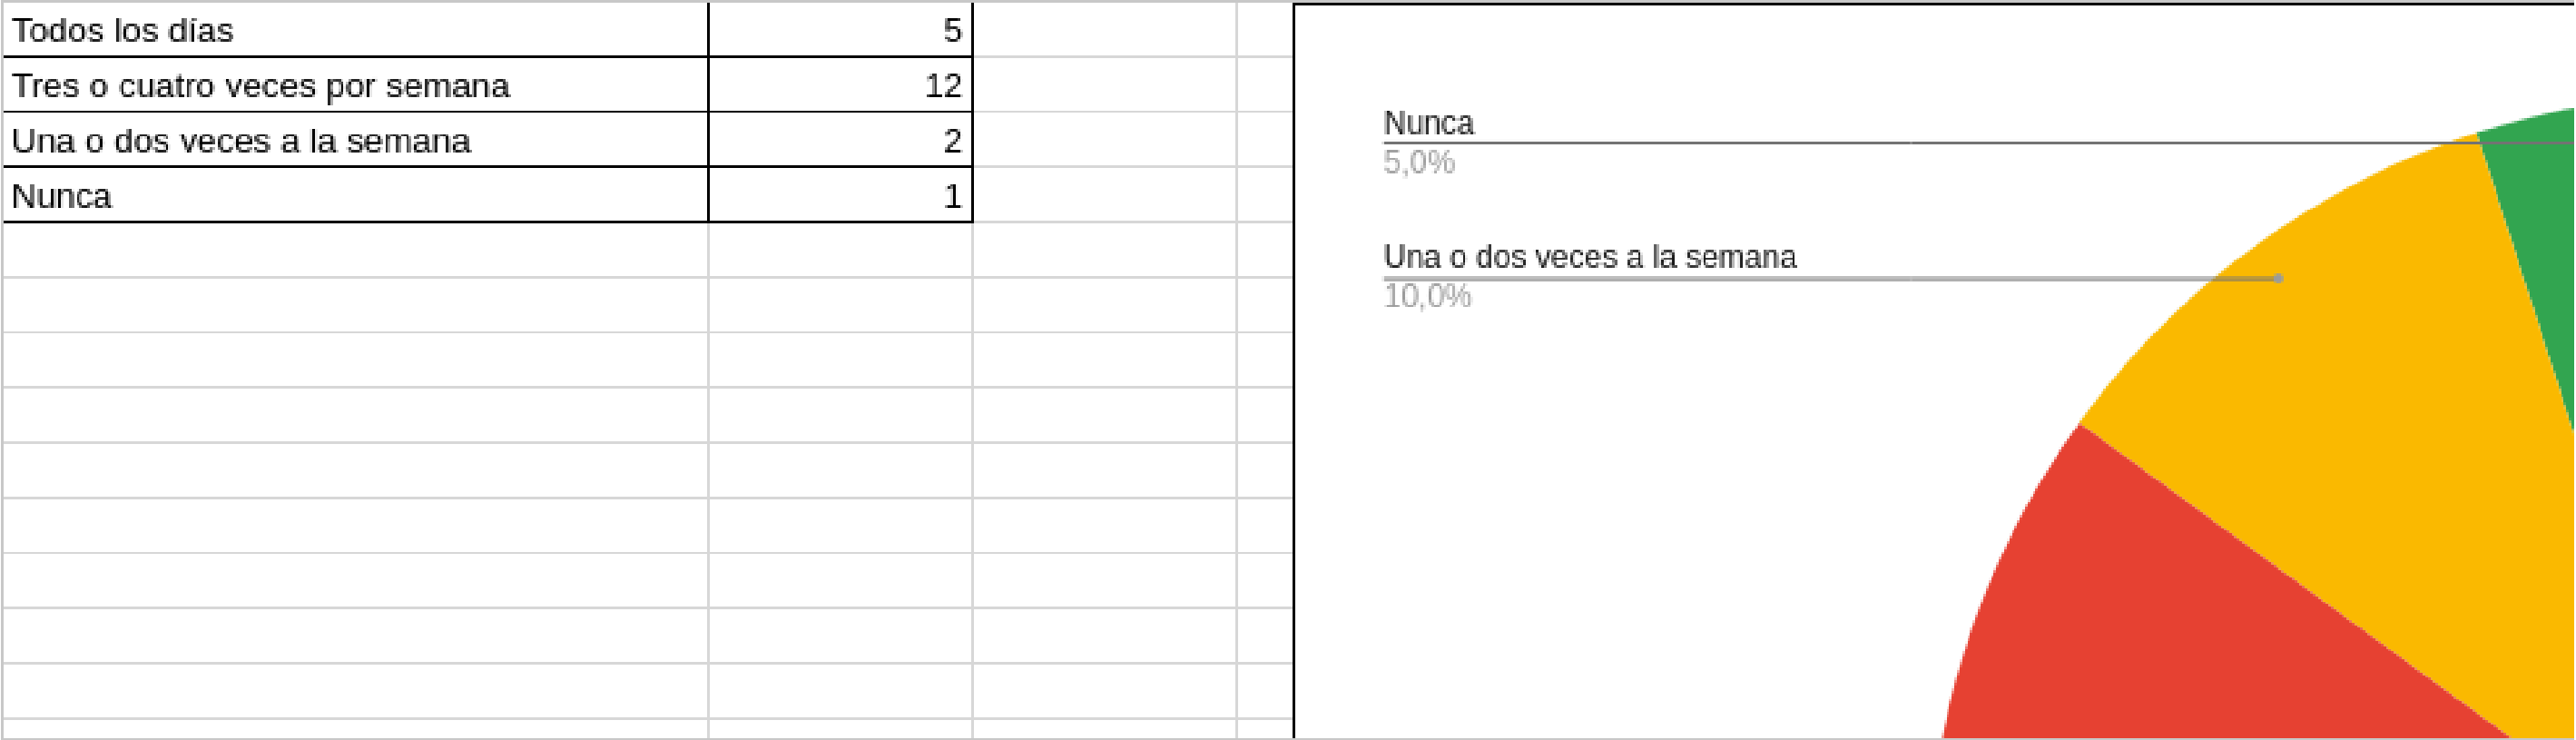 Todos los días 5
Tres o cuatro veces por semana 12
Una o dos veces a la semana 2
Nunca 1
Nunca
5,0%
Una o dos veces a la semana
10,0%